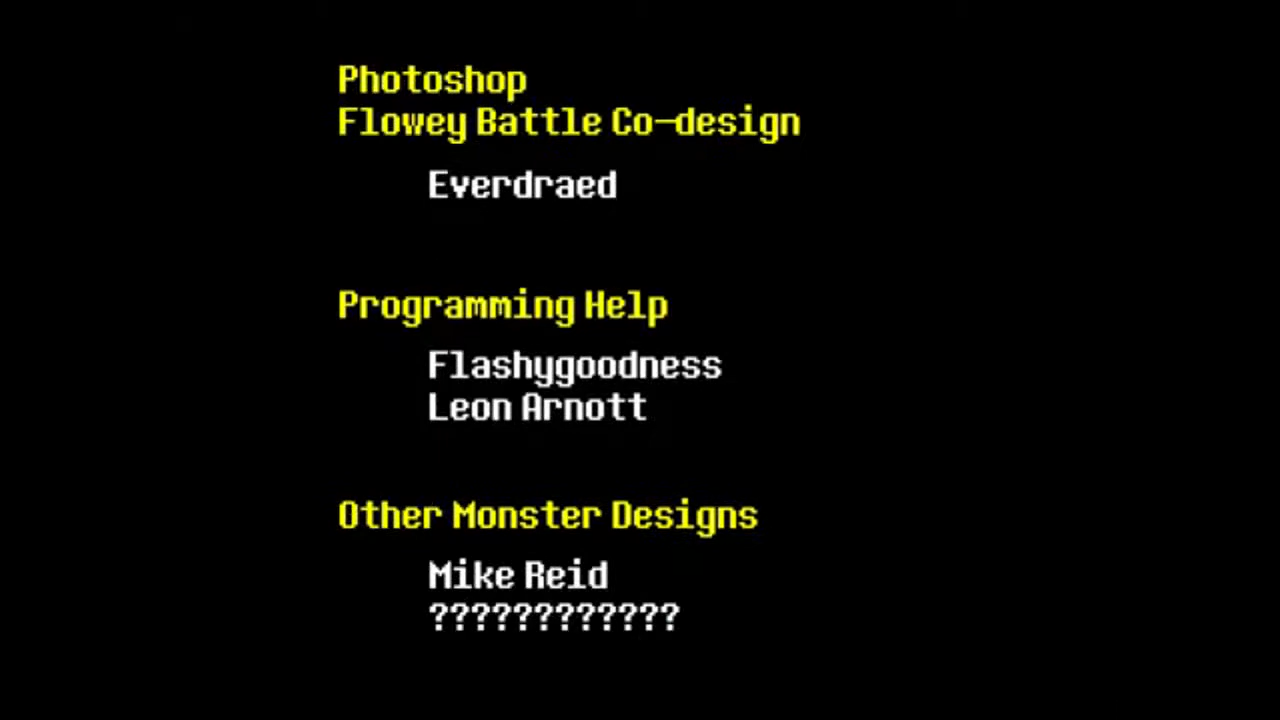 Photoshop
Flowey Battle Co-design
Everdraed
Programming Help
Flashygoodness
Leon Arnott
Other Monster Designs
Mike Reid
????????????